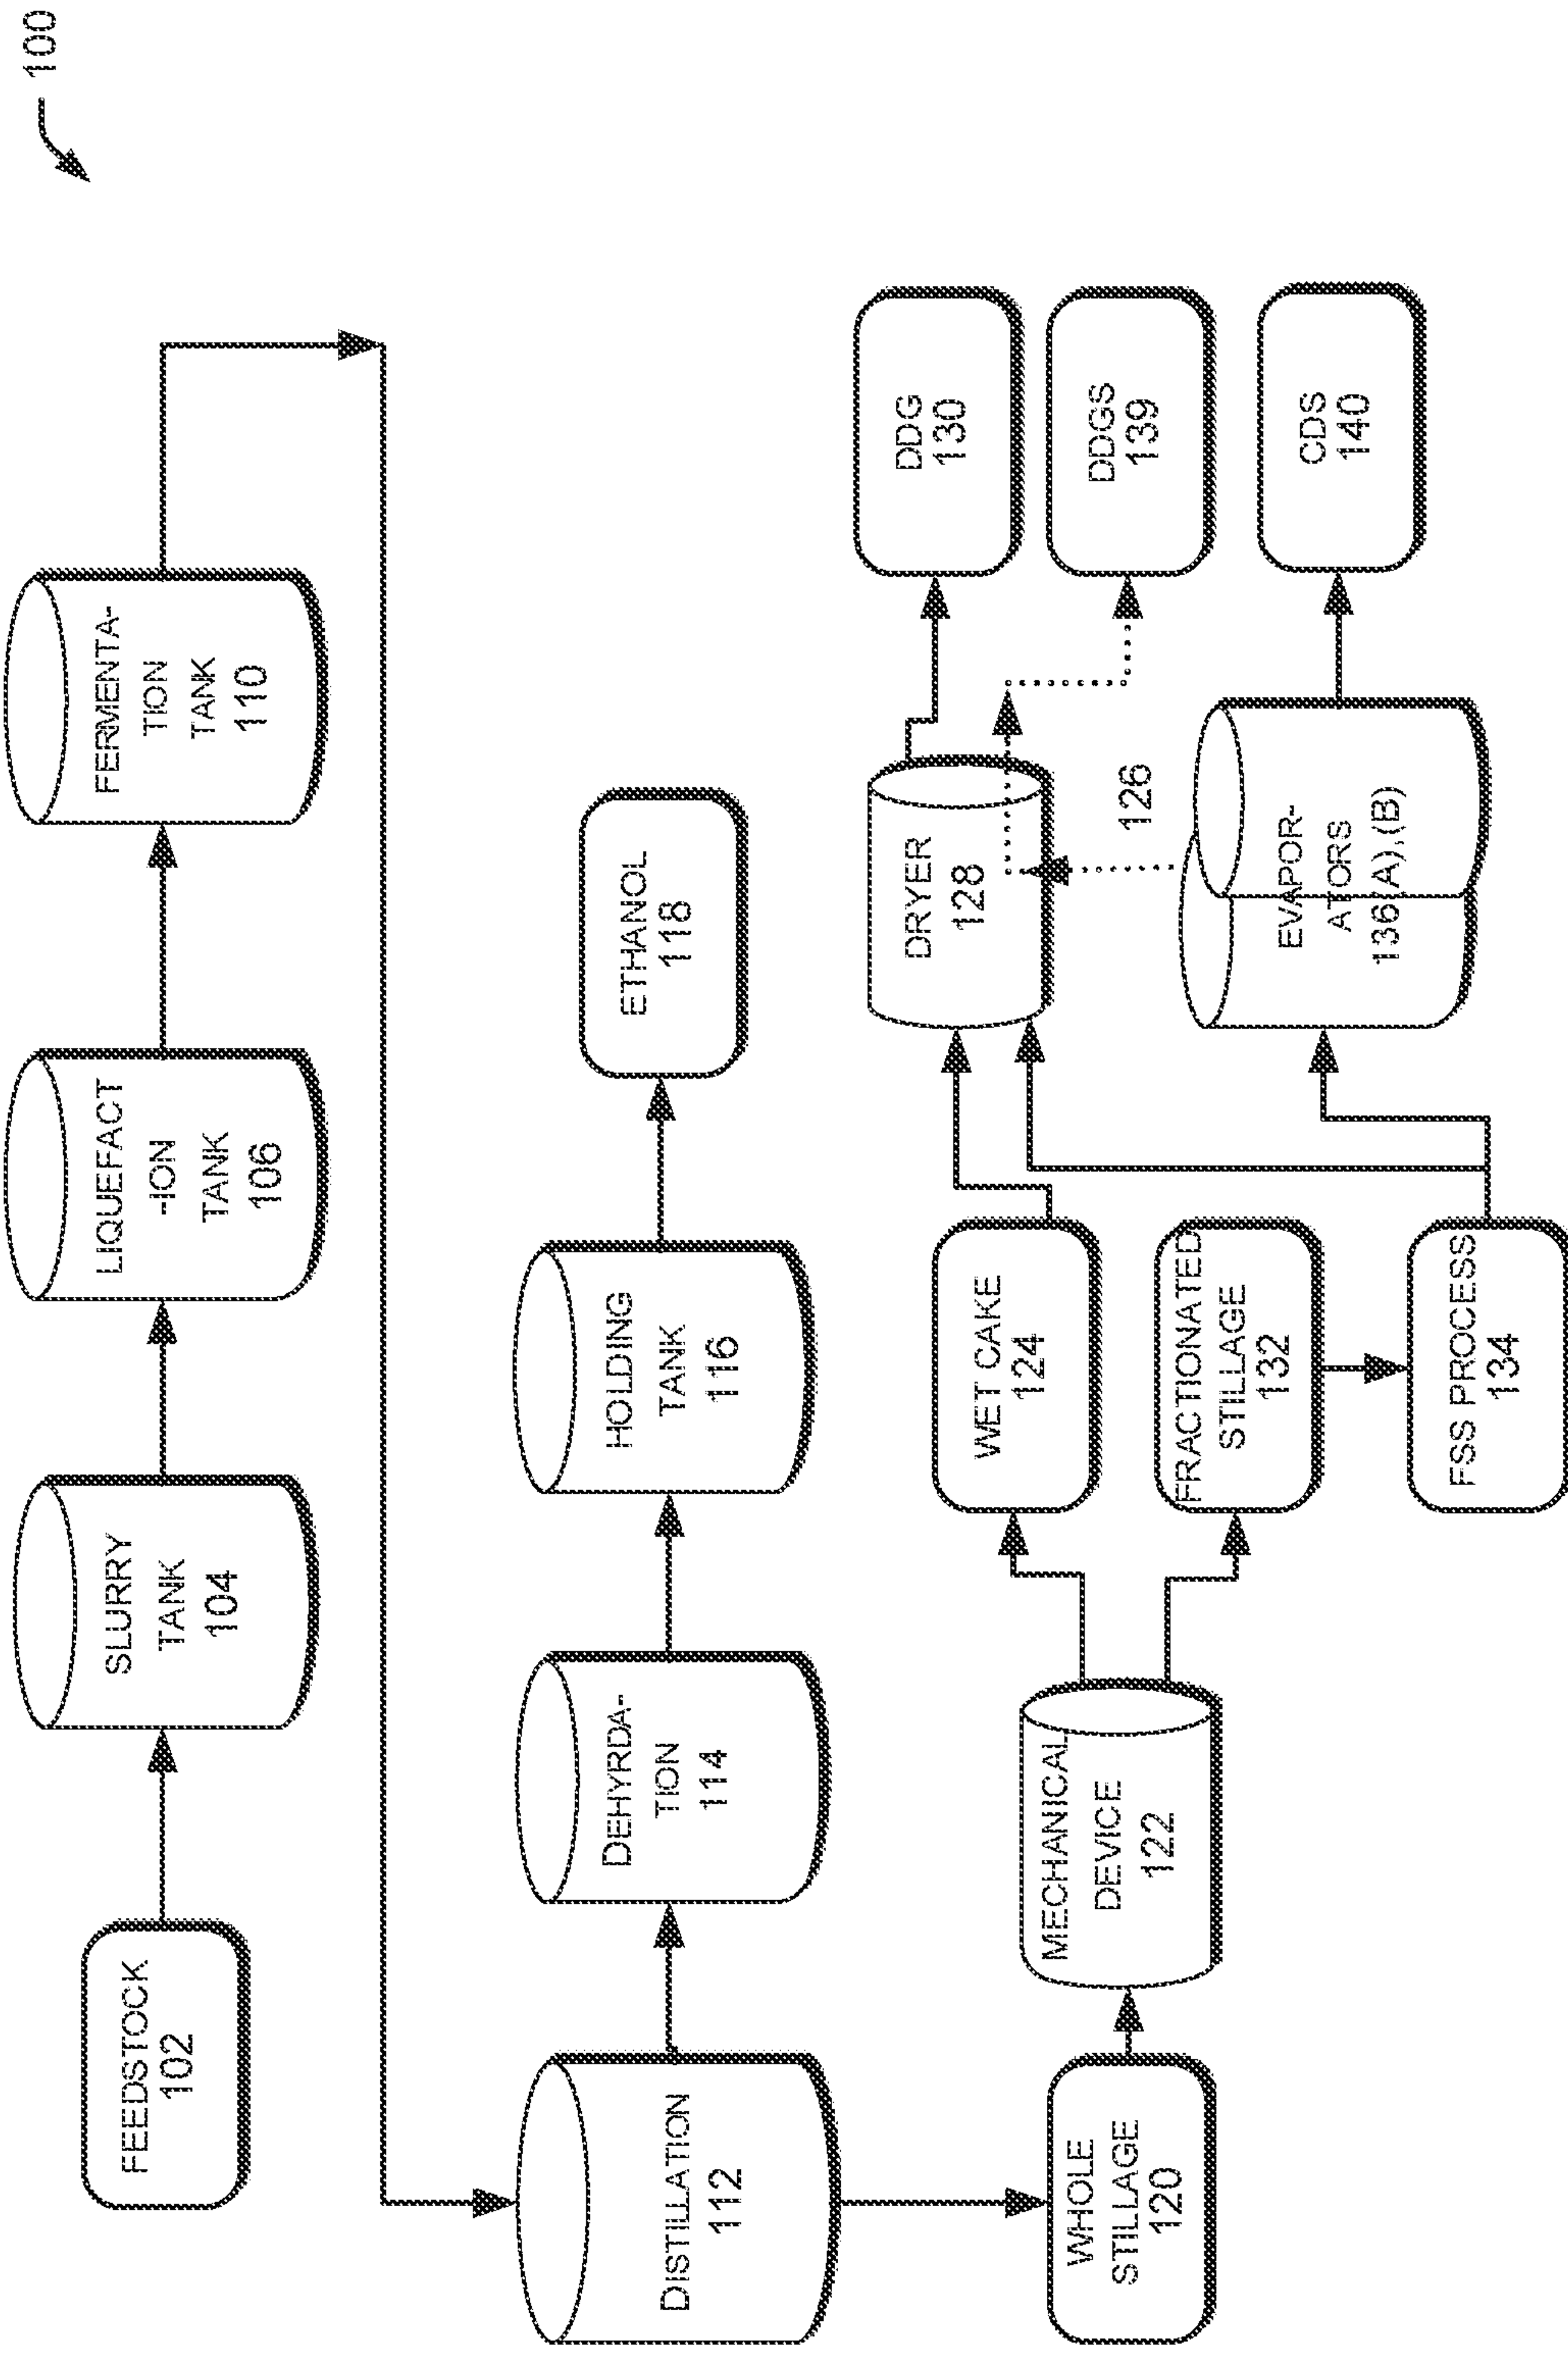 100
FEEDSTOCK
102
SLURRY
TANK
104
LIQUEFACT
-ION
TANK
106
FERMENTA-
TION
TANK
110
DISTILLATION
112
DEHYRDA-
TION
114
HOLDING
TANK
116
ETHANOL
118
WHOLE
STILLAGE
120
MECHANICAL
DEVICE
122
WET CAKE
124
FRACTIONATED
STILLAGE
132
FSS PROCESS
134
DRYER
128
126
EVAPOR-
ATORS
136(A),(B)
DDG
130
DDGS
139
CDS
140